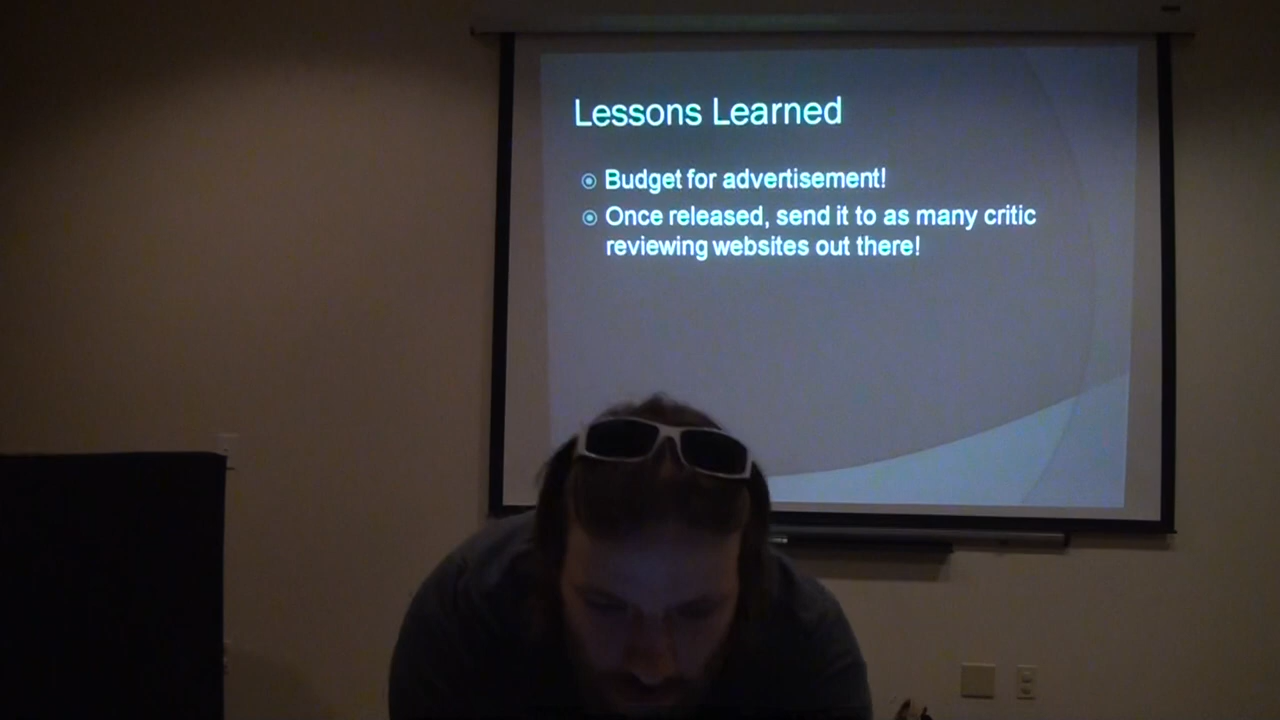 Lessons Learned
Budget for advertisement!
Once released, send it to as many critic
reviewing websites out there!